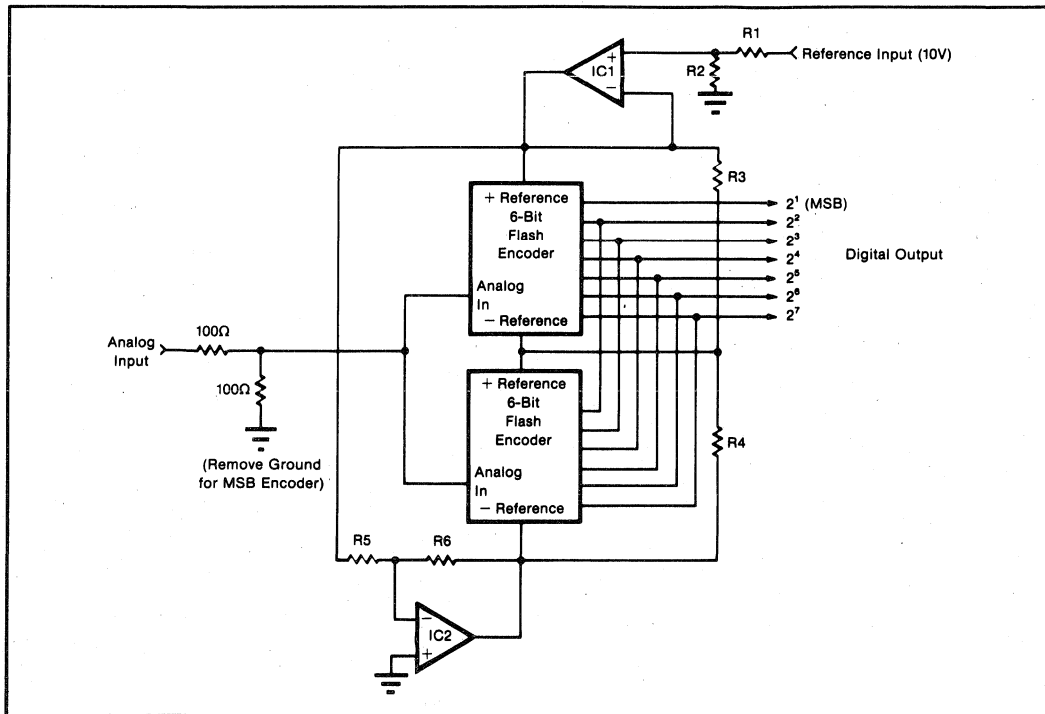 R1
Reference Input (10V)
R2
+
IC1
−
R3
+ Reference
6-Bit
Flash
Encoder
Analog
In
− Reference
2¹ (MSB)
2²
2³
2⁴
2⁵
2⁶
2⁷
Digital Output
Analog
Input
100Ω
100Ω
(Remove Ground
for MSB Encoder)
+ Reference
6-Bit
Flash
Encoder
Analog
In
− Reference
R4
R5
R6
−
IC2
+